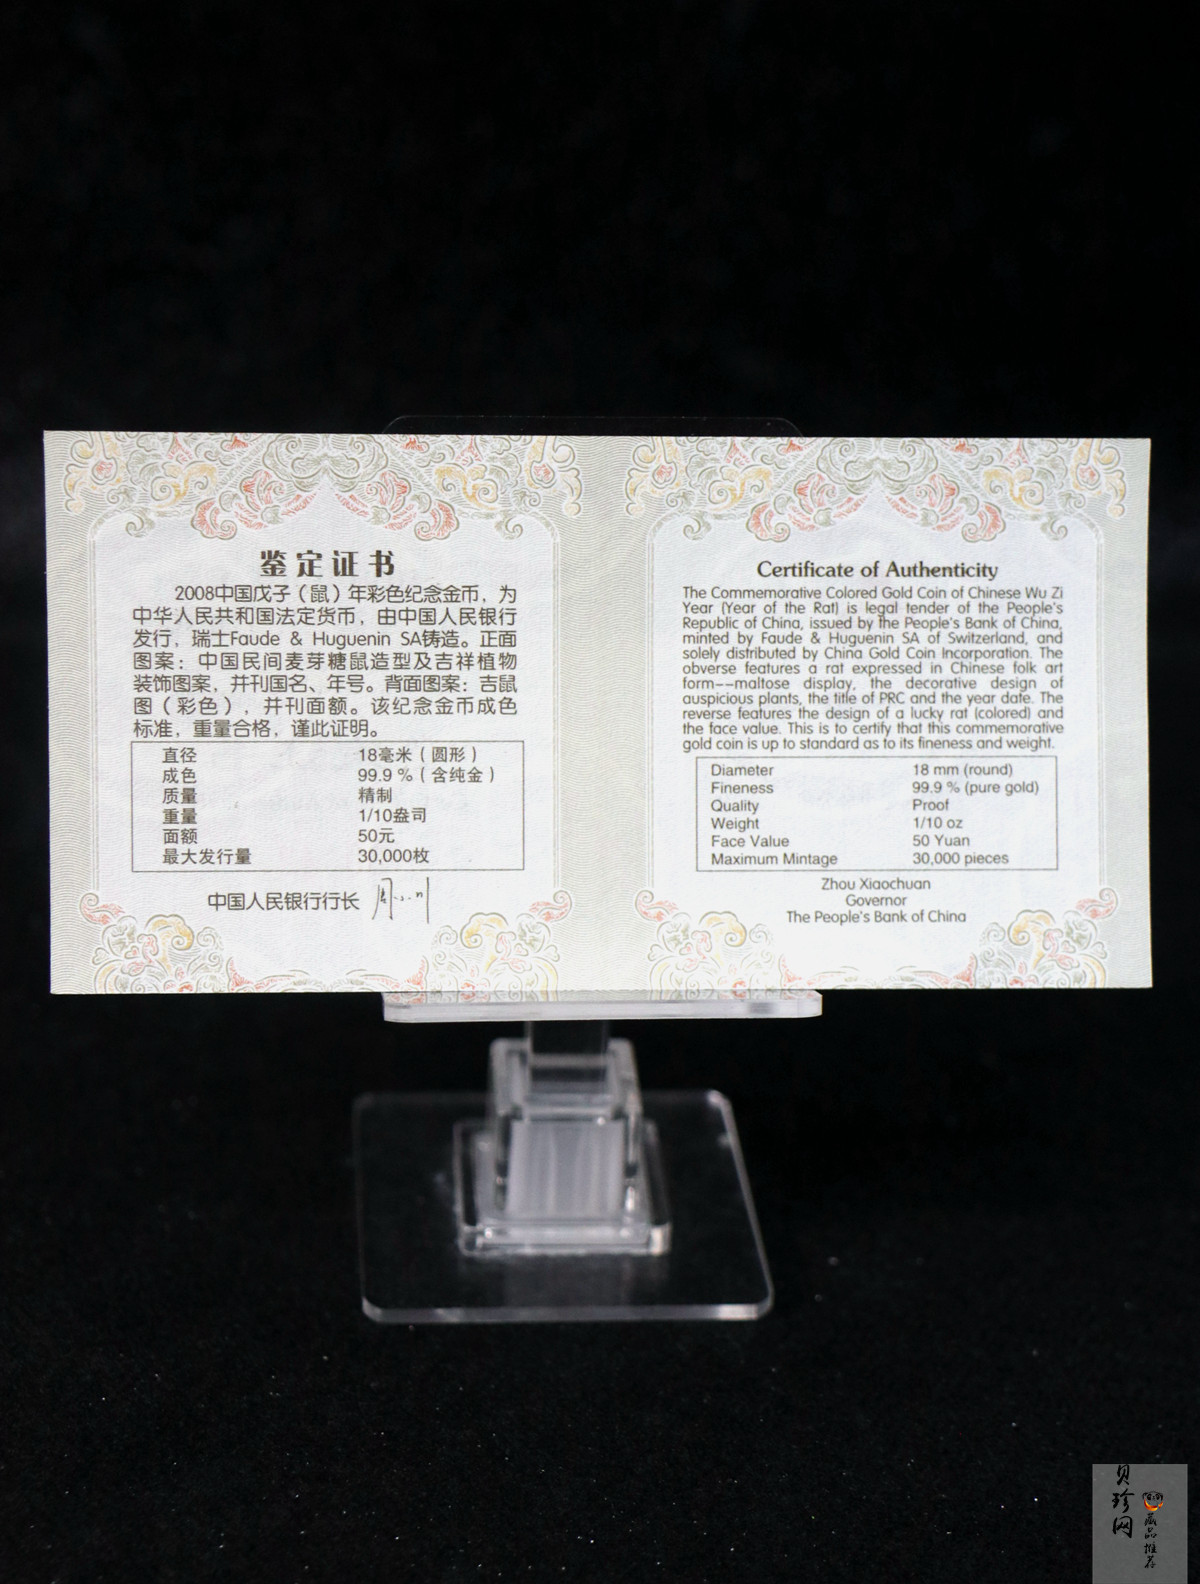 鉴定证书
2008中国戊子（鼠）年彩色纪念金币，为
中华人民共和国法定货币，由中国人民银行
发行，瑞士Faude & Huguenin SA铸造。正面
图案：中国民间麦芽糖鼠造型及吉祥植物
装饰图案，并刊国名、年号。背面图案：吉鼠
图（彩色），并刊面额。该纪念金币成色
标准，重量合格，谨此证明。
直径 18毫米（圆形）
成色 99.9 %（含纯金）
质量 精制
重量 1/10盎司
面额 50元
最大发行量 30,000枚
中国人民银行行长 周小川
Certificate of Authenticity
The Commemorative Colored Gold Coin of Chinese Wu Zi
Year (Year of the Rat) is legal tender of the People's
Republic of China, issued by the People's Bank of China,
minted by Faude & Huguenin SA of Switzerland, and
solely distributed by China Gold Coin Incorporation. The
obverse features a rat expressed in Chinese folk art
form--maltose display, the decorative design of
auspicious plants, the title of PRC and the year date. The
reverse features the design of a lucky rat (colored) and
the face value. This is to certify that this commemorative
gold coin is up to standard as to its fineness and weight.
Diameter 18 mm (round)
Fineness 99.9 % (pure gold)
Quality Proof
Weight 1/10 oz
Face Value 50 Yuan
Maximum Mintage 30,000 pieces
Zhou Xiaochuan
Governor
The People's Bank of China
贝珍网
藏品推荐